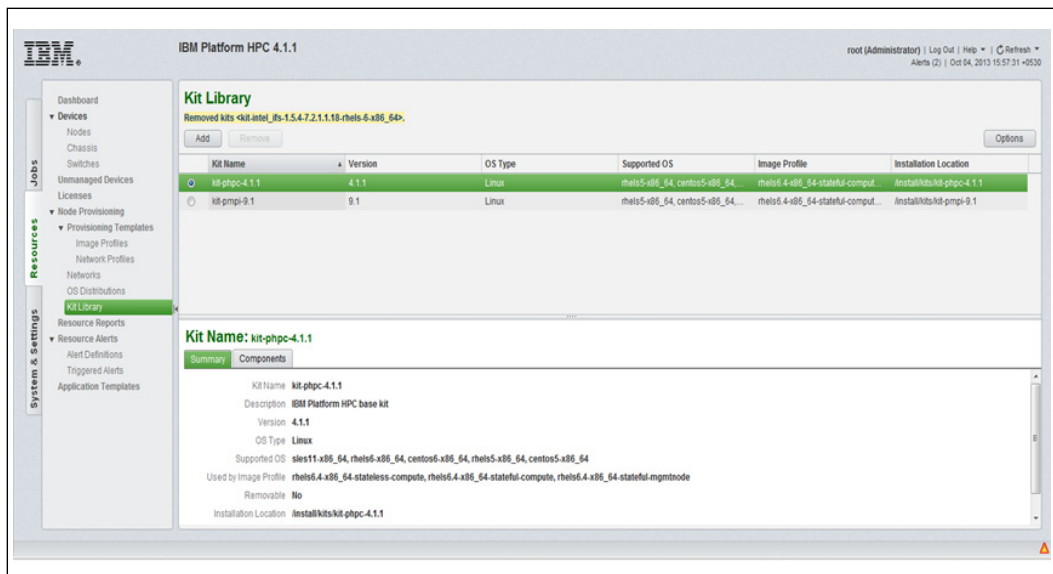 IBM
IBM Platform HPC 4.1.1
root (Administrator) | Log Out | Help | Refresh
Alerts (2) | Oct 04, 2013 15:57:31 +0530
Jobs
Resources
System & Settings
Dashboard
Devices
Nodes
Chassis
Switches
Unmanaged Devices
Licenses
Node Provisioning
Provisioning Templates
Image Profiles
Network Profiles
Networks
OS Distributions
Kit Library
Resource Reports
Resource Alerts
Alert Definitions
Triggered Alerts
Application Templates
Kit Library
Removed kits <kit-intel_ifs-1.5.4-7.2.1.1.18-rhels-6-x86_64>.
Add Remove Options
Kit Name Version OS Type Supported OS Image Profile Installation Location
kit-phpc-4.1.1 4.1.1 Linux rhels5-x86_64, centos5-x86_64,... rhels6.4-x86_64-stateful-comput... /install/kits/kit-phpc-4.1.1
kit-pmpi-9.1 9.1 Linux rhels5-x86_64, centos5-x86_64,... rhels6.4-x86_64-stateful-comput... /install/kits/kit-pmpi-9.1
Kit Name: kit-phpc-4.1.1
Summary Components
Kit Name kit-phpc-4.1.1
Description IBM Platform HPC base kit
Version 4.1.1
OS Type Linux
Supported OS sles11-x86_64, rhels6-x86_64, centos6-x86_64, rhels5-x86_64, centos5-x86_64
Used by Image Profile rhels6.4-x86_64-stateless-compute, rhels6.4-x86_64-stateful-compute, rhels6.4-x86_64-stateful-mgmtnode
Removable No
Installation Location /install/kits/kit-phpc-4.1.1